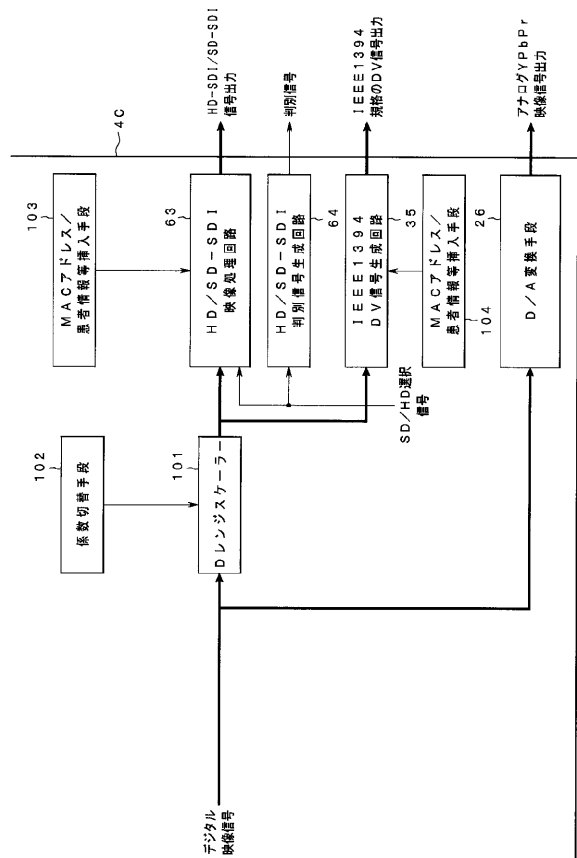 4C
103
MACアドレス/
患者情報等挿入手段
63
HD/SD-SDI
映像処理回路
HD-SDI/SD-SDI
信号出力
HD/SD-SDI
判別信号生成回路
64
判別信号
IEEE1394
DV信号生成回路
35
IEEE1394
規格のDV信号出力
MACアドレス/
患者情報等挿入手段
104
D/A変換手段
26
アナログYPbPr
映像信号出力
102
係数切替手段
101
Dレンジスケーラー
SD/HD選択
信号
デジタル
映像信号